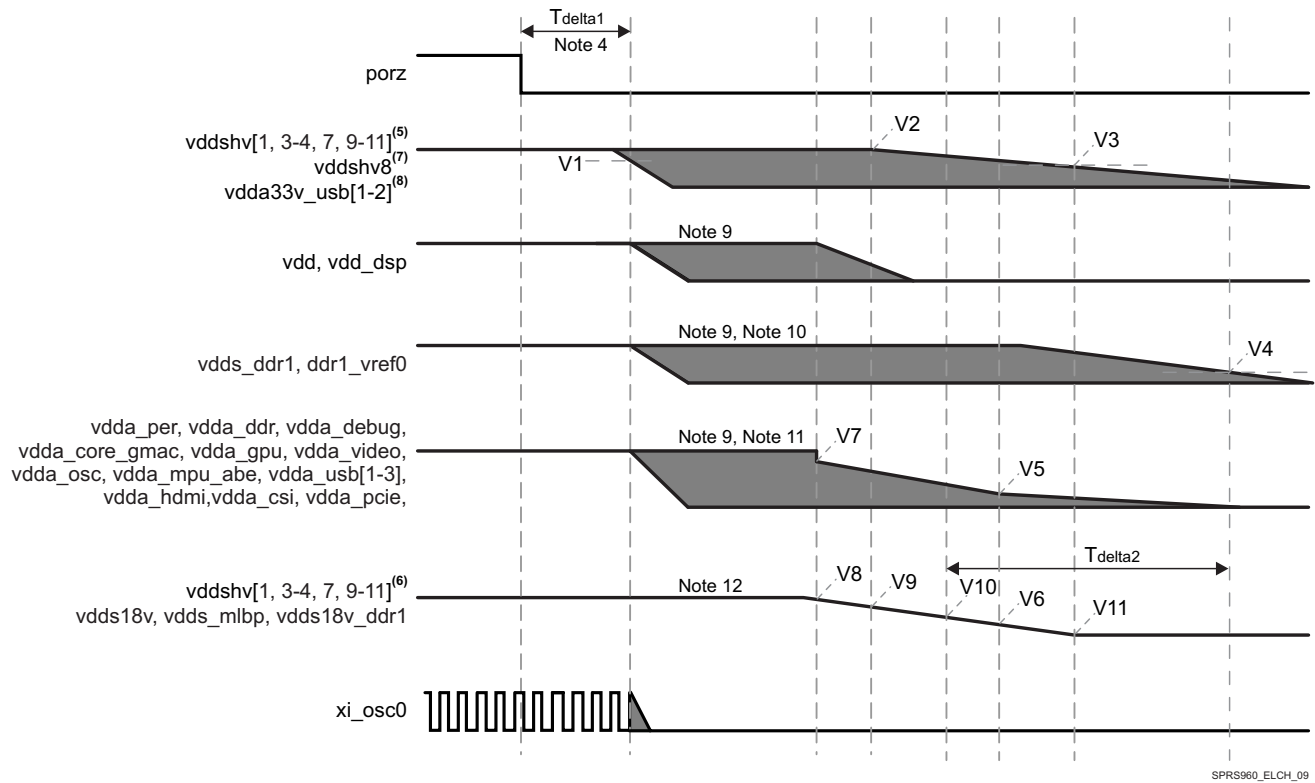 Tdelta1
Note 4
porz
vddshv[1, 3-4, 7, 9-11](5)
vddshv8(7)
vdda33v_usb[1-2](8)
V1
V2
V3
Note 9
vdd, vdd_dsp
Note 9, Note 10
vdds_ddr1, ddr1_vref0
V4
vdda_per, vdda_ddr, vdda_debug,
vdda_core_gmac, vdda_gpu, vdda_video,
vdda_osc, vdda_mpu_abe, vdda_usb[1-3],
vdda_hdmi,vdda_csi, vdda_pcie,
Note 9, Note 11
V7
V5
Tdelta2
vddshv[1, 3-4, 7, 9-11](6)
vdds18v, vdds_mlbp, vdds18v_ddr1
Note 12
V8
V9
V10
V6
V11
xi_osc0
SPRS960_ELCH_09